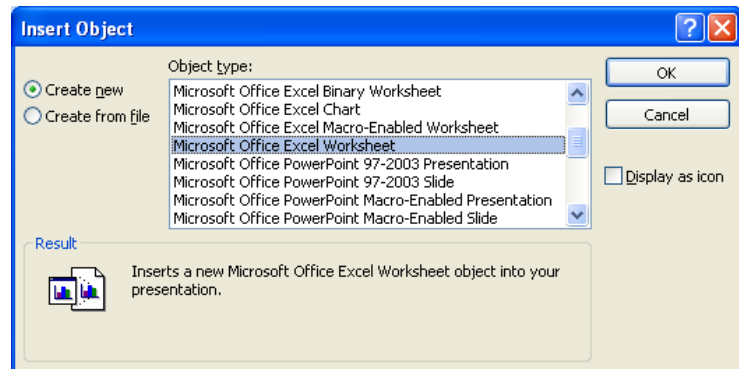 Insert Object
Object type:
Create new
Create from file
Microsoft Office Excel Binary Worksheet
Microsoft Office Excel Chart
Microsoft Office Excel Macro-Enabled Worksheet
Microsoft Office Excel Worksheet
Microsoft Office PowerPoint 97-2003 Presentation
Microsoft Office PowerPoint 97-2003 Slide
Microsoft Office PowerPoint Macro-Enabled Presentation
Microsoft Office PowerPoint Macro-Enabled Slide
OK
Cancel
Display as icon
Result
Inserts a new Microsoft Office Excel Worksheet object into your
presentation.